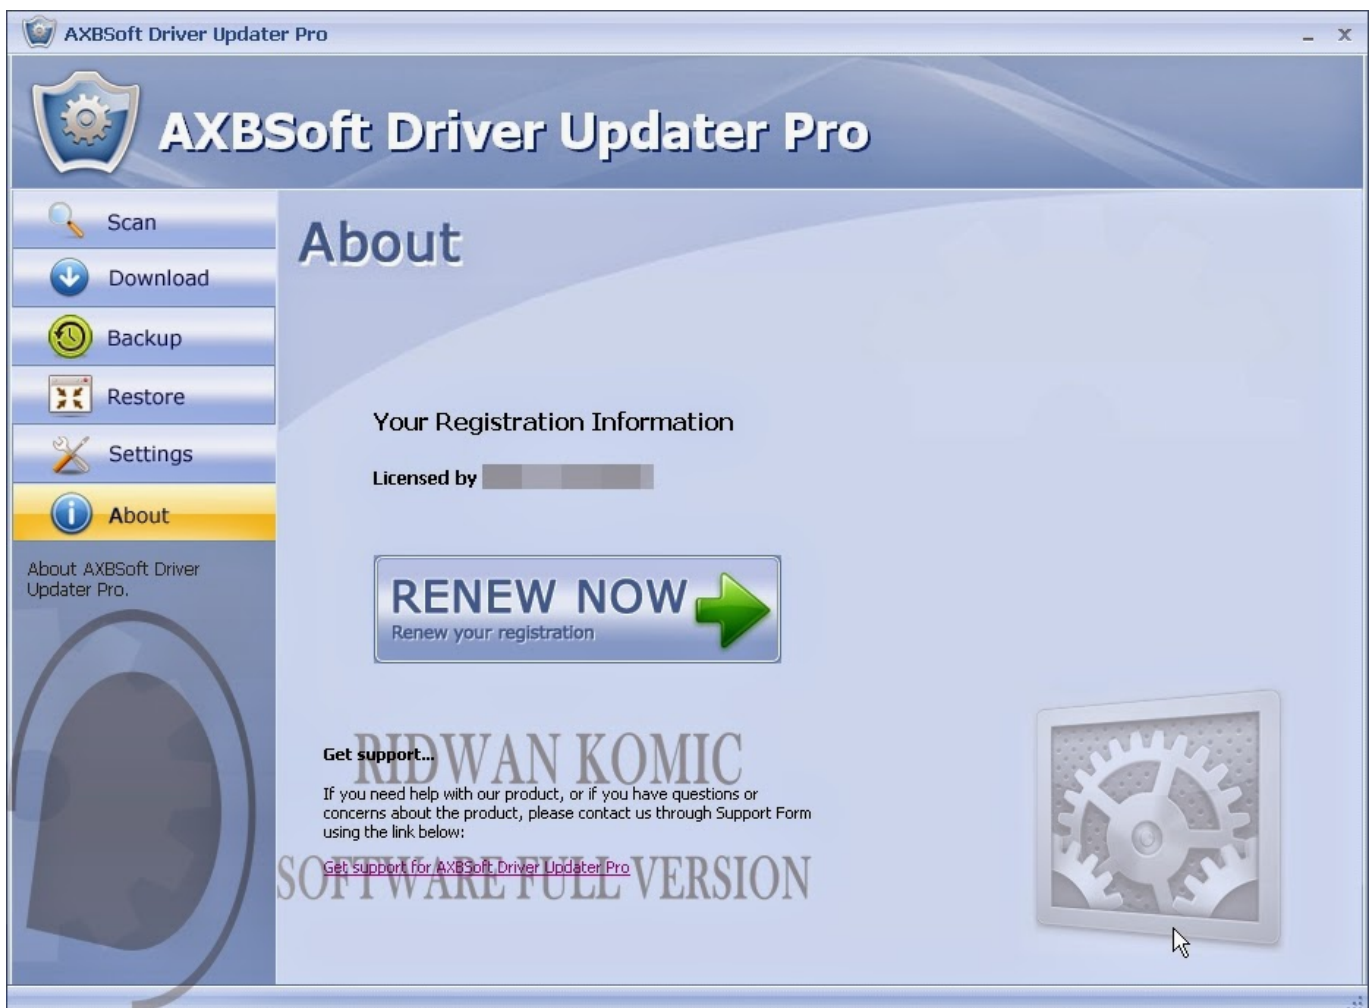 AXBSoft Driver Updater Pro
AXBSoft Driver Updater Pro
Scan
Download
Backup
Restore
Settings
About
About AXBSoft Driver
Updater Pro.
About
Your Registration Information
Licensed by
RENEW NOW
Renew your registration
Get support...
RIDWAN KOMIC
If you need help with our product, or if you have questions or
concerns about the product, please contact us through Support Form
using the link below:
Get support for AXBSoft Driver Updater Pro
SOFTWARE FULL VERSION